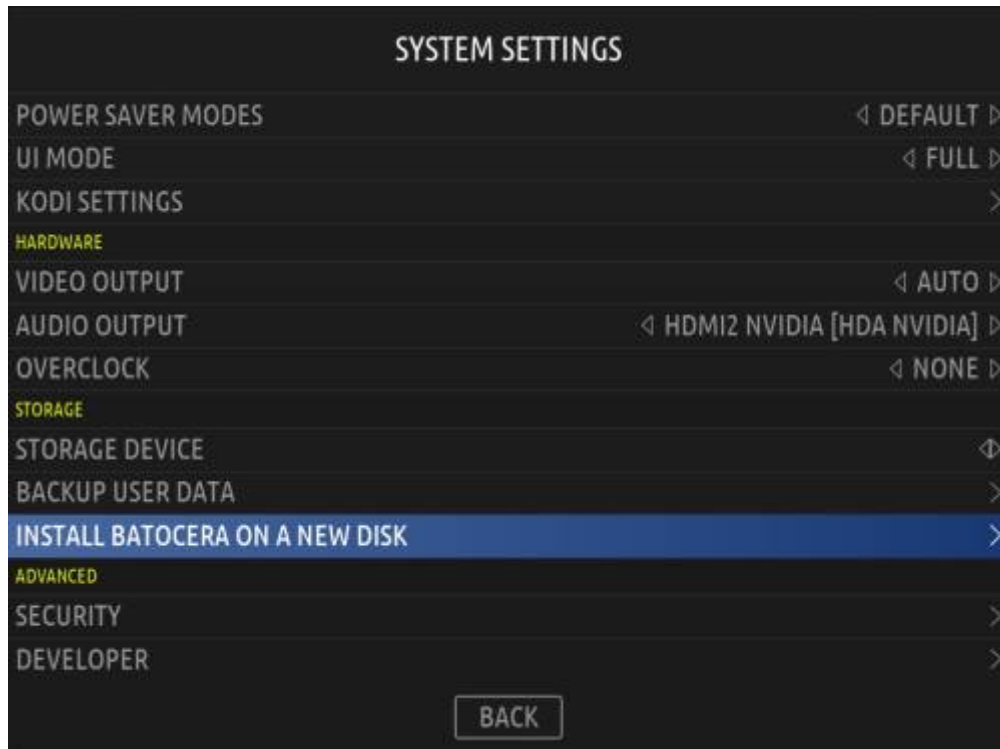 SYSTEM SETTINGS
POWER SAVER MODES DEFAULT
UI MODE FULL
KODI SETTINGS
HARDWARE
VIDEO OUTPUT AUTO
AUDIO OUTPUT HDMI2 NVIDIA [HDA NVIDIA]
OVERCLOCK NONE
STORAGE
STORAGE DEVICE
BACKUP USER DATA
INSTALL BATOCERA ON A NEW DISK
ADVANCED
SECURITY
DEVELOPER
BACK